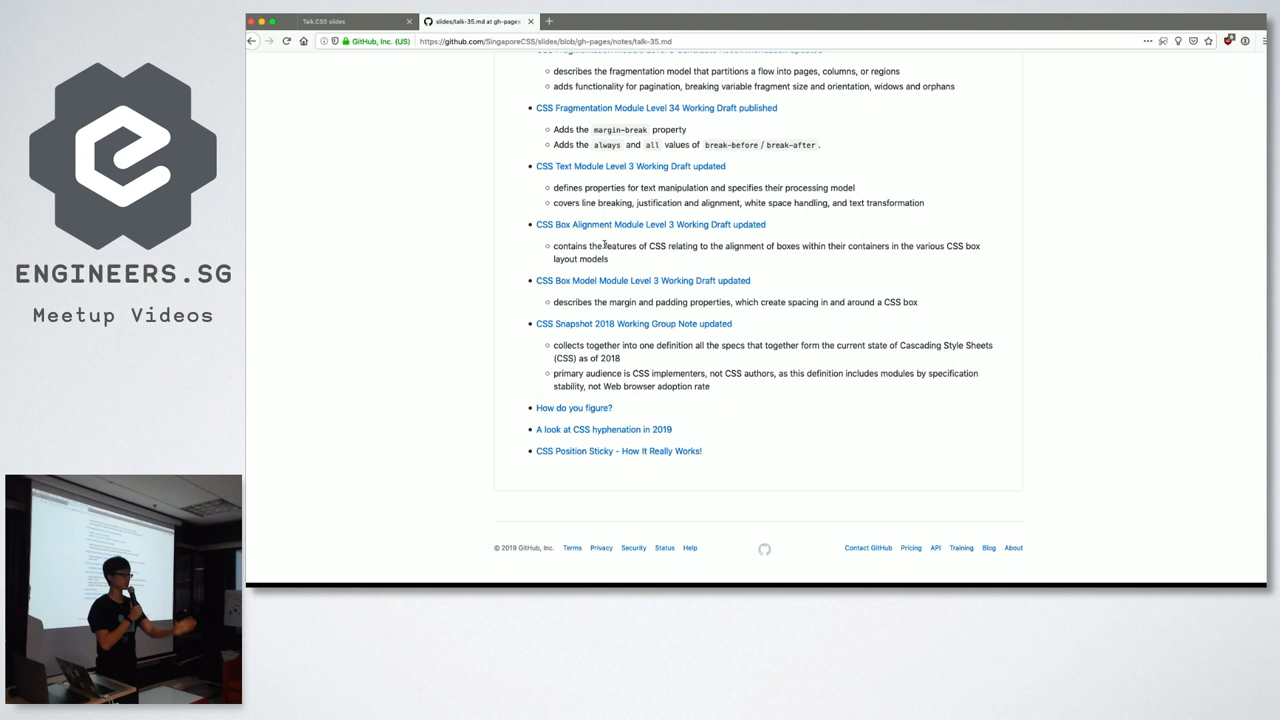 Talk.CSS slides
slides/talk-35.md at gh-pages
GitHub, Inc. (US)
https://github.com/SingaporeCSS/slides/blob/gh-pages/notes/talk-35.md
describes the fragmentation model that partitions a flow into pages, columns, or regions
adds functionality for pagination, breaking variable fragment size and orientation, widows and orphans
CSS Fragmentation Module Level 34 Working Draft published
Adds the margin-break property
Adds the always and all values of break-before / break-after .
CSS Text Module Level 3 Working Draft updated
defines properties for text manipulation and specifies their processing model
covers line breaking, justification and alignment, white space handling, and text transformation
CSS Box Alignment Module Level 3 Working Draft updated
contains the features of CSS relating to the alignment of boxes within their containers in the various CSS box
layout models
CSS Box Model Module Level 3 Working Draft updated
describes the margin and padding properties, which create spacing in and around a CSS box
CSS Snapshot 2018 Working Group Note updated
collects together into one definition all the specs that together form the current state of Cascading Style Sheets
(CSS) as of 2018
primary audience is CSS implementers, not CSS authors, as this definition includes modules by specification
stability, not Web browser adoption rate
How do you figure?
A look at CSS hyphenation in 2019
CSS Position Sticky - How It Really Works!
© 2019 GitHub, Inc. Terms Privacy Security Status Help
Contact GitHub Pricing API Training Blog About
ENGINEERS.SG
Meetup Videos